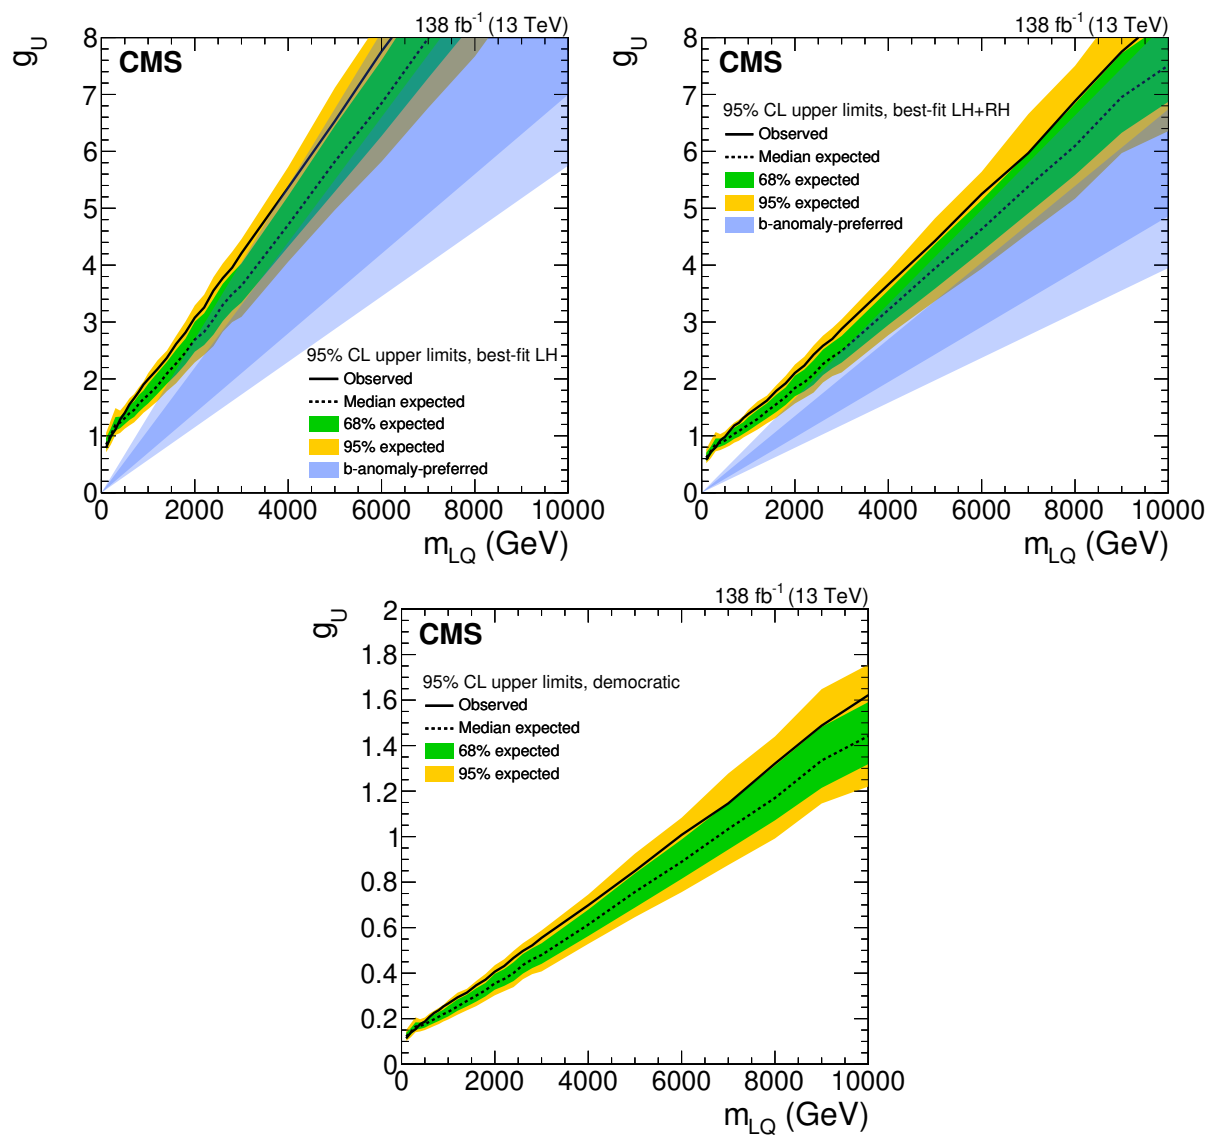 138 fb⁻¹ (13 TeV)
CMS
g_U
8
7
6
5
4
3
2
1
0
95% CL upper limits, best-fit LH
Observed
Median expected
68% expected
95% expected
b-anomaly-preferred
0 2000 4000 6000 8000 10000
m_LQ (GeV)
138 fb⁻¹ (13 TeV)
CMS
g_U
8
7
6
5
4
3
2
1
0
95% CL upper limits, best-fit LH+RH
Observed
Median expected
68% expected
95% expected
b-anomaly-preferred
0 2000 4000 6000 8000 10000
m_LQ (GeV)
138 fb⁻¹ (13 TeV)
CMS
g_U
2
1.8
1.6
1.4
1.2
1
0.8
0.6
0.4
0.2
0
95% CL upper limits, democratic
Observed
Median expected
68% expected
95% expected
0 2000 4000 6000 8000 10000
m_LQ (GeV)